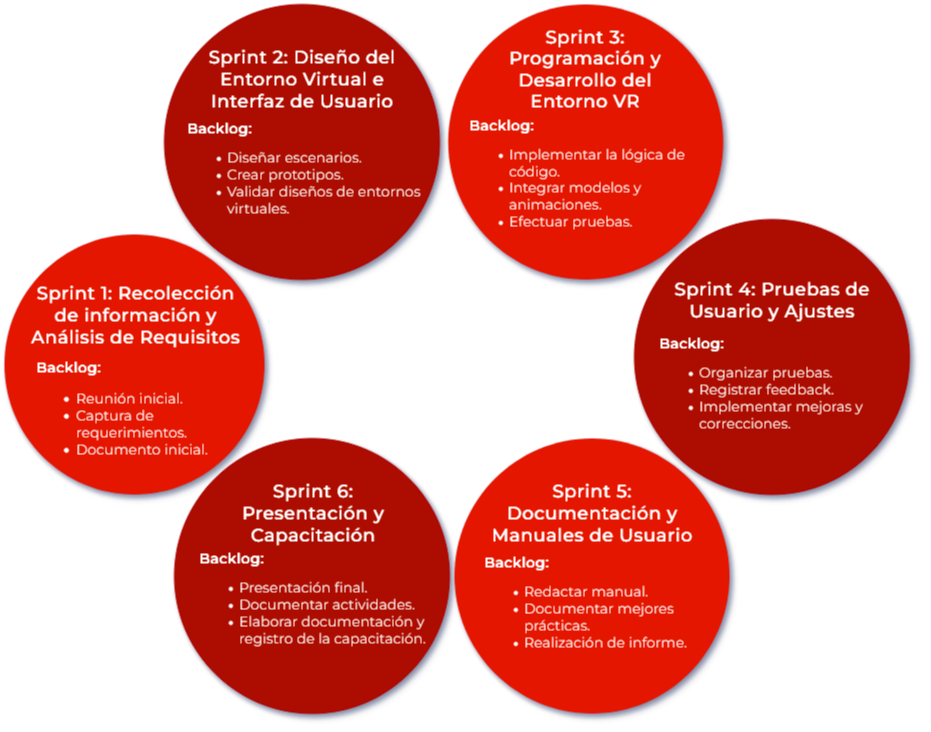 Sprint 1: Recolección
de información y
Análisis de Requisitos
Backlog:
• Reunión inicial.
• Captura de
requerimientos.
• Documento inicial.
Sprint 2: Diseño del
Entorno Virtual e
Interfaz de Usuario
Backlog:
• Diseñar escenarios.
• Crear prototipos.
• Validar diseños de entornos
virtuales.
Sprint 3:
Programación y
Desarrollo del
Entorno VR
Backlog:
• Implementar la lógica de
código.
• Integrar modelos y
animaciones.
• Efectuar pruebas.
Sprint 4: Pruebas de
Usuario y Ajustes
Backlog:
• Organizar pruebas.
• Registrar feedback.
• Implementar mejoras y
correcciones.
Sprint 5:
Documentación y
Manuales de Usuario
Backlog:
• Redactar manual.
• Documentar mejores
prácticas.
• Realización de informe.
Sprint 6:
Presentación y
Capacitación
Backlog:
• Presentación final.
• Documentar actividades.
• Elaborar documentación y
registro de la capacitación.